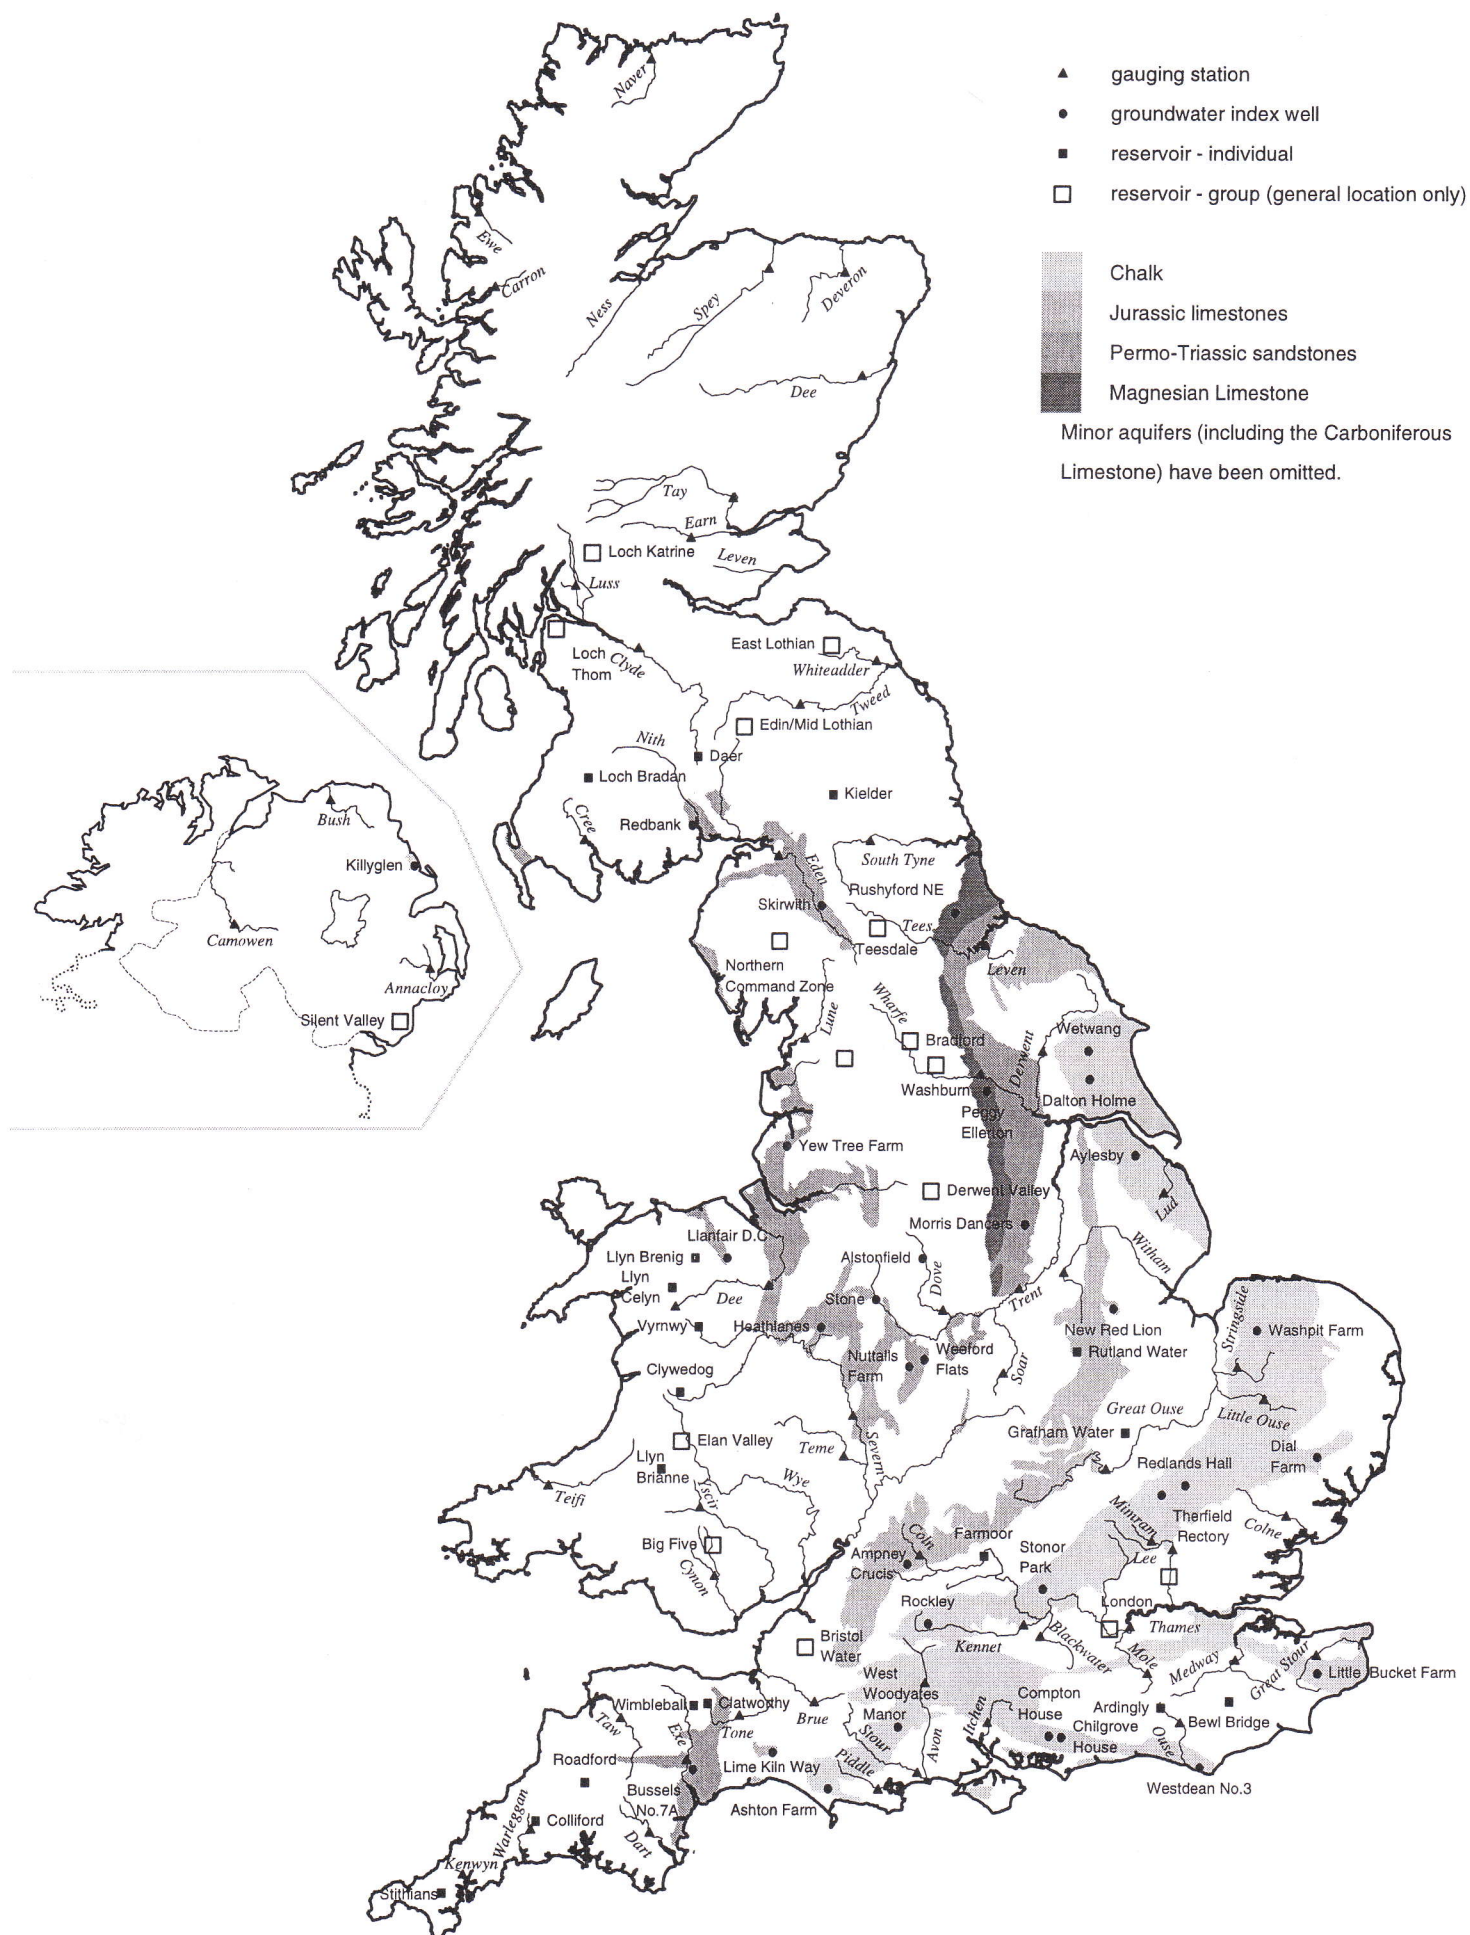 gauging station
groundwater index well
reservoir - individual
reservoir - group (general location only)
Chalk
Jurassic limestones
Permo-Triassic sandstones
Magnesian Limestone
Minor aquifers (including the Carboniferous
Limestone) have been omitted.
Naver
Ewe
Carron
Ness
Spey
Deveron
Dee
Tay
Earn
Loch Katrine
Leven
Luss
Loch
Thom
Clyde
East Lothian
Whiteadder
Tweed
Edin/Mid Lothian
Nith
Daer
Loch Bradan
Kielder
Cree
Redbank
Bush
Killyglen
Camowen
Annacloy
Silent Valley
Eden
South Tyne
Rushyford NE
Skirwith
Tees
Teesdale
Northern
Command Zone
Leven
Lune
Wharfe
Bradford
Washburn
Derwent
Wetwang
Dalton Holme
Peggy
Ellerton
Yew Tree Farm
Aylesby
Lud
Derwent Valley
Morris Dancers
Witham
Llanfair D.C
Llyn Brenig
Llyn
Celyn
Dee
Alstonfield
Dove
Stone
Trent
Vyrnwy
Heathlanes
Nuttalls
Farm
Weeford
Flats
Soar
New Red Lion
Rutland Water
Stringside
Washpit Farm
Clywedog
Great Ouse
Little Ouse
Grafham Water
Elan Valley
Llyn
Brianne
Teme
Severn
Wye
Redlands Hall
Dial
Farm
Teifi
Yscir
Mimram
Therfield
Rectory
Colne
Big Five
Cynon
Coln
Ampney
Crucis
Farmoor
Stonor
Park
Lee
Rockley
London
Kennet
Blackwater
Thames
Mole
Medway
Great Stour
Little Bucket Farm
Bristol
Water
West
Woodyates
Manor
Wimbleball
Clatworthy
Taw
Exe
Tone
Brue
Stour
Avon
Itchen
Compton
House
Chilgrove
House
Ardingly
Bewl Bridge
Ouse
Westdean No.3
Roadford
Lime Kiln Way
Piddle
Bussels
No.7A
Ashton Farm
Warleggan
Colliford
Dart
Kenwyn
Stithians